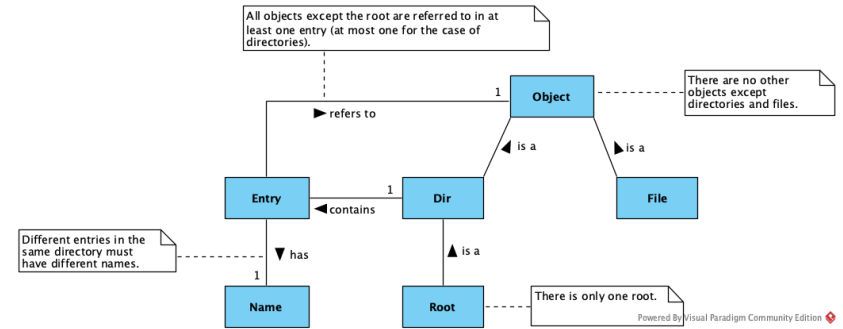 All objects except the root are referred to in at
least one entry (at most one for the case of
directories).
There are no other
objects except
directories and files.
1
Object
refers to
is a
is a
1
Entry
Dir
File
contains
Different entries in the
same directory must
have different names.
has
is a
1
There is only one root.
Name
Root
Powered By Visual Paradigm Community Edition